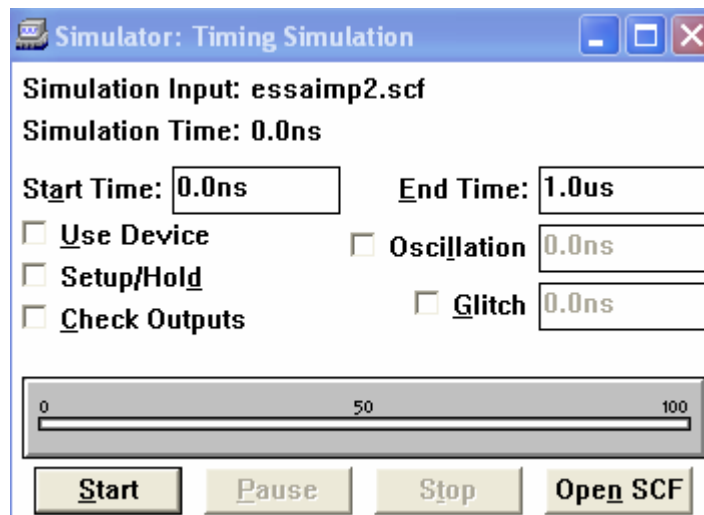 Simulator: Timing Simulation
Simulation Input: essaimp2.scf
Simulation Time: 0.0ns
Start Time: 0.0ns End Time: 1.0us
Use Device
Oscillation 0.0ns
Setup/Hold
Glitch 0.0ns
Check Outputs
0 50 100
Start Pause Stop Open SCF